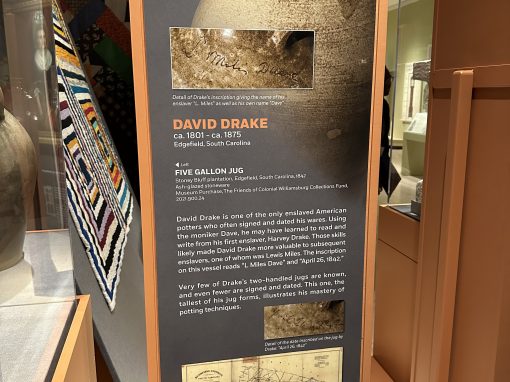 L Miles Dave
Detail of Drake's inscription giving the name of his
enslaver "L. Miles" as well as his own name "Dave"
DAVID DRAKE
ca. 1801 - ca. 1875
Edgefield, South Carolina
Left
FIVE GALLON JUG
Stoney Bluff plantation, Edgefield, South Carolina, 1842
Ash-glazed stoneware
Museum Purchase, The Friends of Colonial Williamsburg Collections Fund,
2021.900.24
David Drake is one of the only enslaved American
potters who often signed and dated his wares. Using
the moniker Dave, he may have learned to read and
write from his first enslaver, Harvey Drake. Those skills
likely made David Drake more valuable to subsequent
enslavers, one of whom was Lewis Miles. The inscription
on this vessel reads "L Miles Dave" and "April 26, 1842."
Very few of Drake's two-handled jugs are known,
and even fewer are signed and dated. This one, the
tallest of his jug forms, illustrates his mastery of
potting techniques.
Detail of the date inscribed on the jug by
Drake, "April 26, 1842"